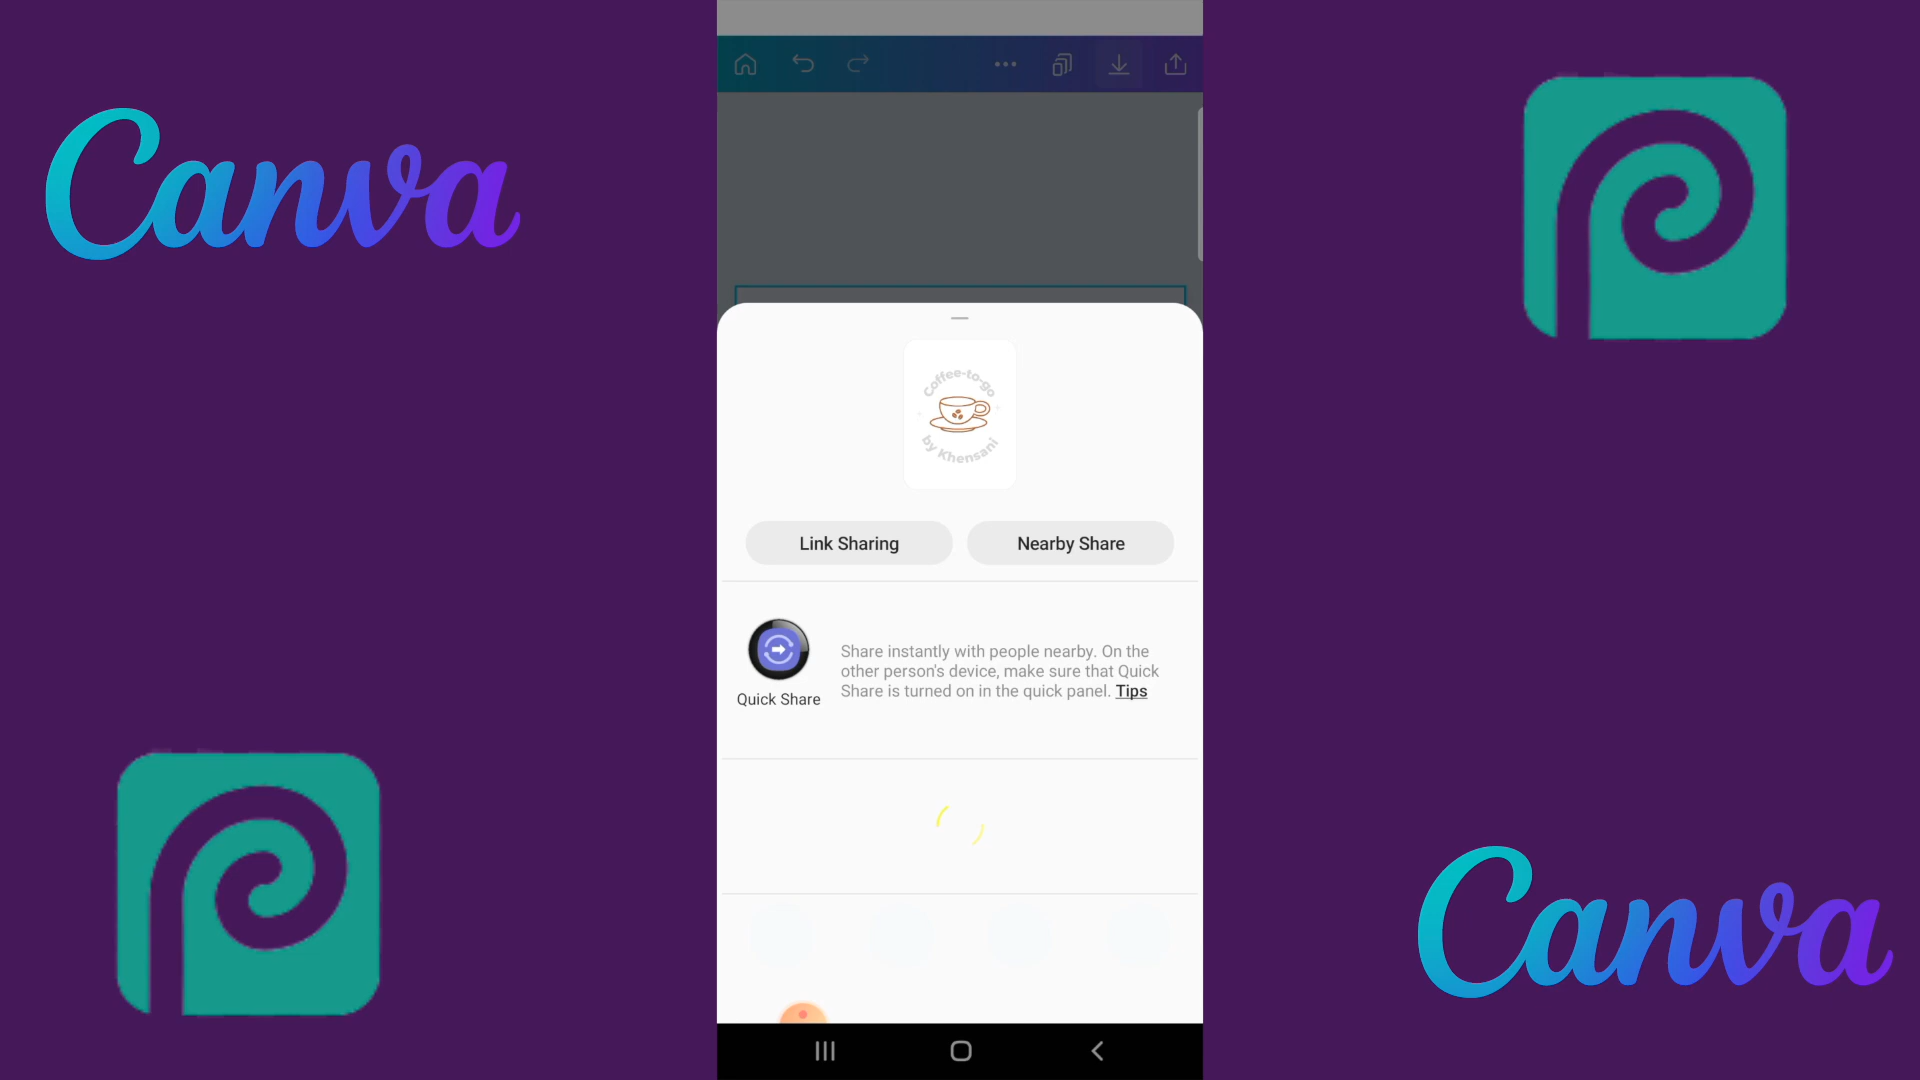 Canva
Coffee-to-go
by Khensani
Link Sharing
Nearby Share
Quick Share
Share instantly with people nearby. On the
other person's device, make sure that Quick
Share is turned on in the quick panel. Tips
Canva